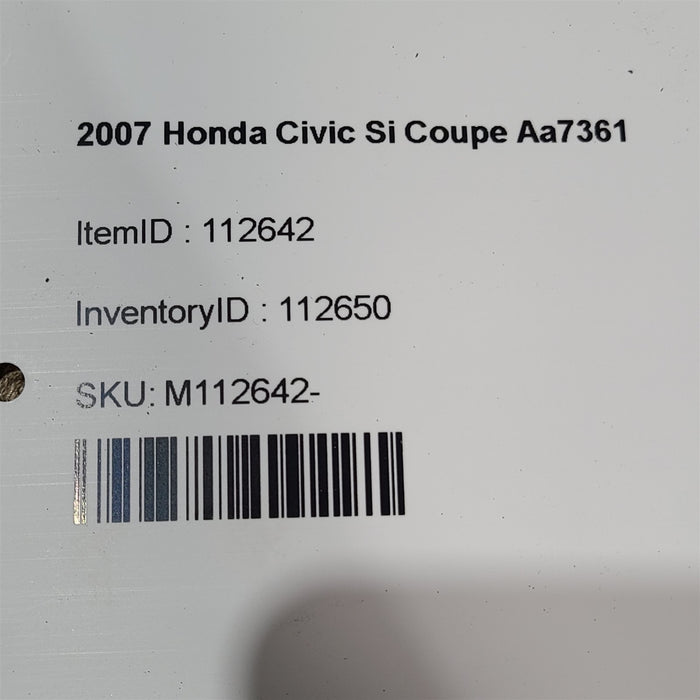 2007 Honda Civic Si Coupe Aa7361
ItemID : 112642
InventoryID : 112650
SKU: M112642-